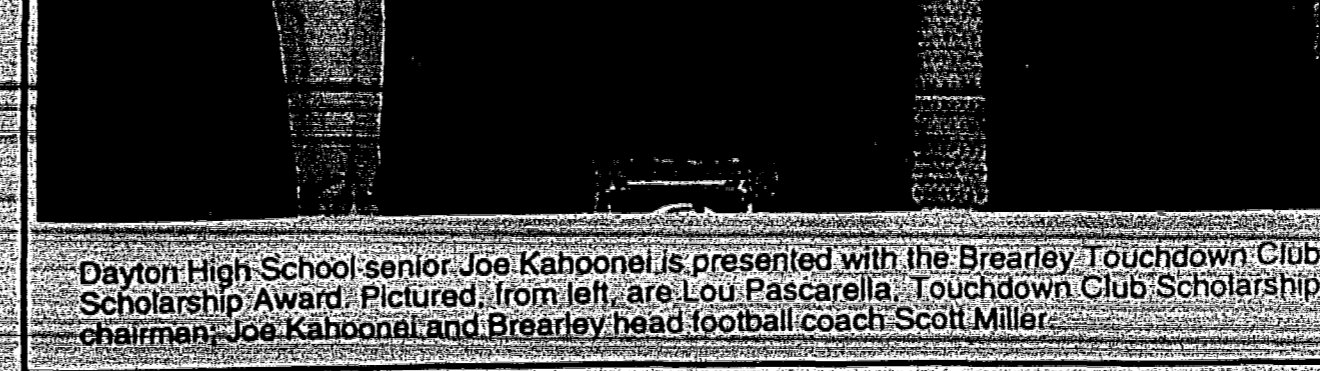 Dayton High School senior Joe Kahoonei is presented with the Brearley Touchdown Club
Scholarship Award. Pictured, from left, are Lou Pascarella, Touchdown Club Scholarship
chairman; Joe Kahoonei and Brearley head football coach Scott Miller.